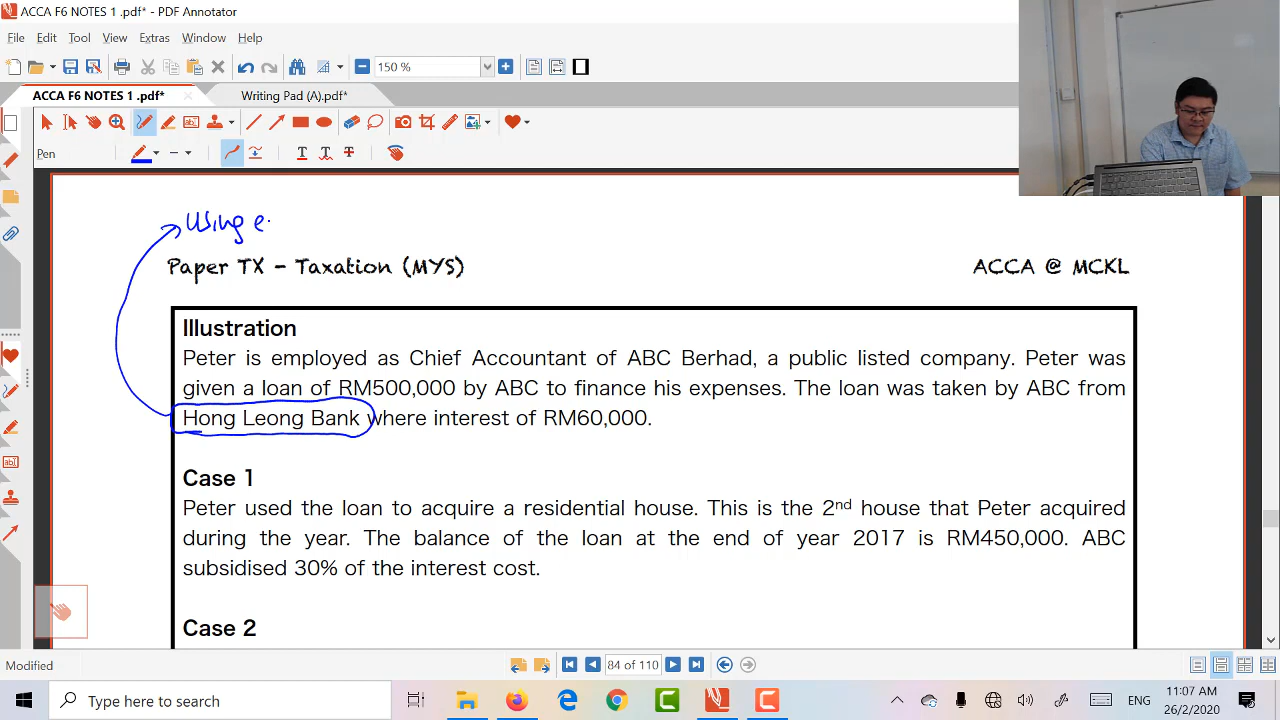 ACCA F6 NOTES 1 .pdf* - PDF Annotator
File Edit Tool View Extras Window Help
150 %
ACCA F6 NOTES 1 .pdf* Writing Pad (A).pdf*
Pen
Using e
Paper TX - Taxation (MYS) ACCA @ MCKL
Illustration
Peter is employed as Chief Accountant of ABC Berhad, a public listed company. Peter was
given a loan of RM500,000 by ABC to finance his expenses. The loan was taken by ABC from
Hong Leong Bank where interest of RM60,000.
Case 1
Peter used the loan to acquire a residential house. This is the 2nd house that Peter acquired
during the year. The balance of the loan at the end of year 2017 is RM450,000. ABC
subsidised 30% of the interest cost.
Case 2
Modified
84 of 110
Type here to search
ENG
11:07 AM
26/2/2020